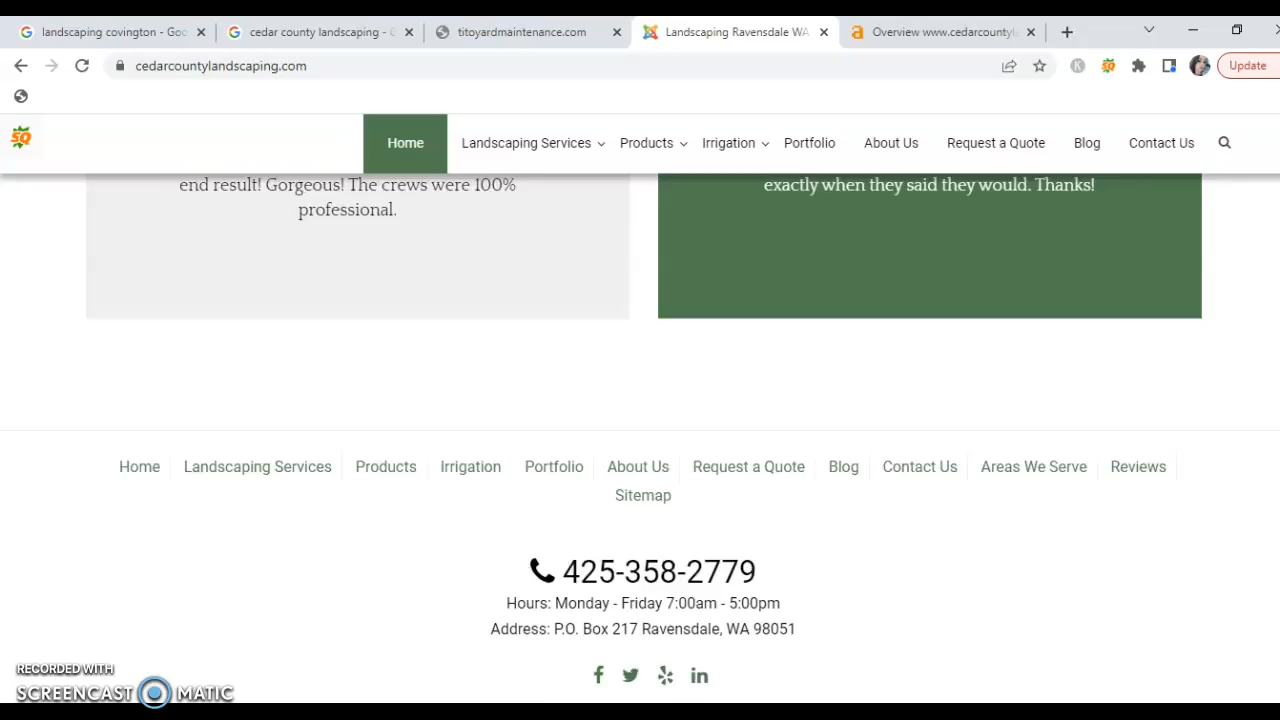 landscaping covington - Goo
cedar county landscaping - G
titoyardmaintenance.com
Landscaping Ravensdale WA
Overview www.cedarcountyl
cedarcountylandscaping.com
Update
SQ
Home
Landscaping Services
Products
Irrigation
Portfolio
About Us
Request a Quote
Blog
Contact Us
end result! Gorgeous! The crews were 100%
professional.
exactly when they said they would. Thanks!
Home
Landscaping Services
Products
Irrigation
Portfolio
About Us
Request a Quote
Blog
Contact Us
Areas We Serve
Reviews
Sitemap
425-358-2779
Hours: Monday - Friday 7:00am - 5:00pm
Address: P.O. Box 217 Ravensdale, WA 98051
RECORDED WITH
SCREENCAST MATIC